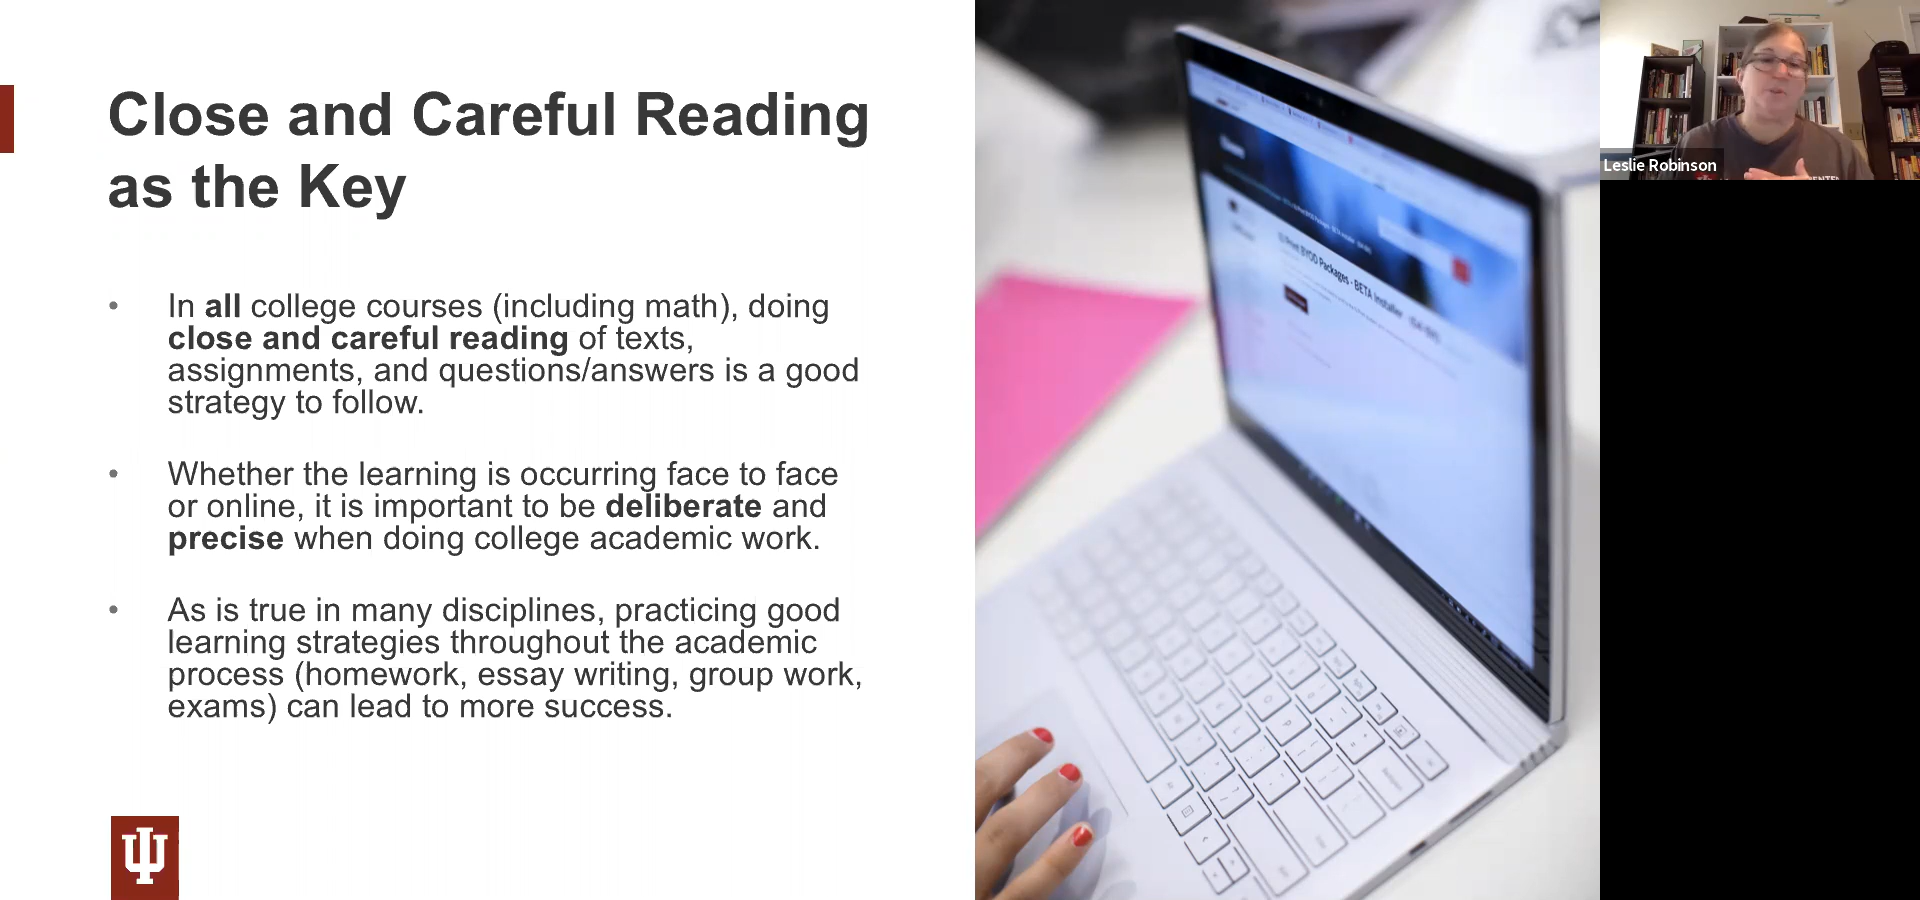 Close and Careful Reading
as the Key
• In all college courses (including math), doing
close and careful reading of texts,
assignments, and questions/answers is a good
strategy to follow.
• Whether the learning is occurring face to face
or online, it is important to be deliberate and
precise when doing college academic work.
• As is true in many disciplines, practicing good
learning strategies throughout the academic
process (homework, essay writing, group work,
exams) can lead to more success.
Packages - BETA Installer
Leslie Robinson